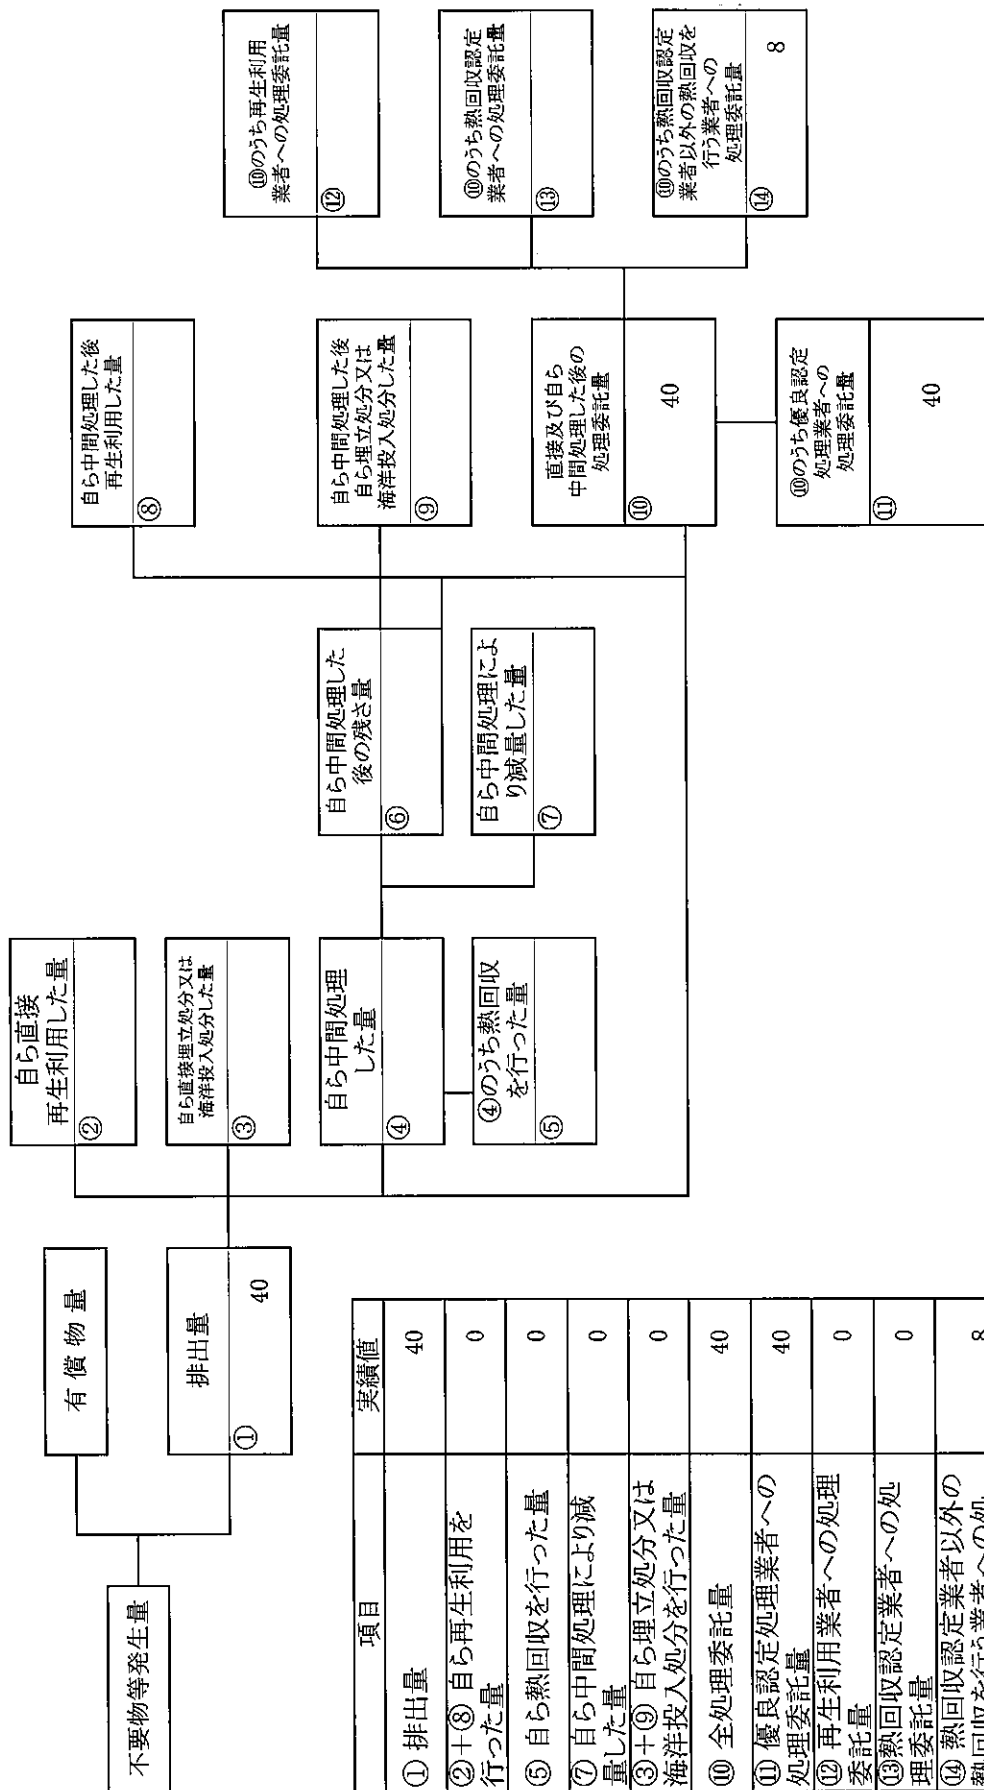 不要物等発生量
有償物量
排出量
① 40
自ら直接
再生利用した量
②
自ら直接埋立処分又は
海洋投入処分した量
③
自ら中間処理
した量
④
④のうち熱回収
を行った量
⑤
自ら中間処理した
後の残さ量
⑥
自ら中間処理によ
り減量した量
⑦
自ら中間処理した後
再生利用した量
⑧
自ら中間処理した後
自ら埋立処分又は
海洋投入処分した量
⑨
直接及び自ら
中間処理した後の
処理委託量
⑩ 40
⑩のうち優良認定
処理業者への
処理委託量
⑪ 40
⑩のうち再生利用
業者への処理委託量
⑫
⑩のうち熱回収認定
業者への処理委託量
⑬
⑩のうち熱回収認定
業者以外の熱回収を
行う業者への
処理委託量
⑭ 8
項目 実績値
① 排出量 40
②+⑧ 自ら再生利用を
行った量 0
⑤ 自ら熱回収を行った量 0
⑦ 自ら中間処理により減
量した量 0
③+⑨ 自ら埋立処分又は
海洋投入処分を行った量 0
⑩ 全処理委託量 40
⑪ 優良認定処理業者への
処理委託量 40
⑫ 再生利用業者への処理
委託量 0
⑬熱回収認定業者への処
理委託量 0
⑭ 熱回収認定業者以外の
熱回収を行う業者への処 8